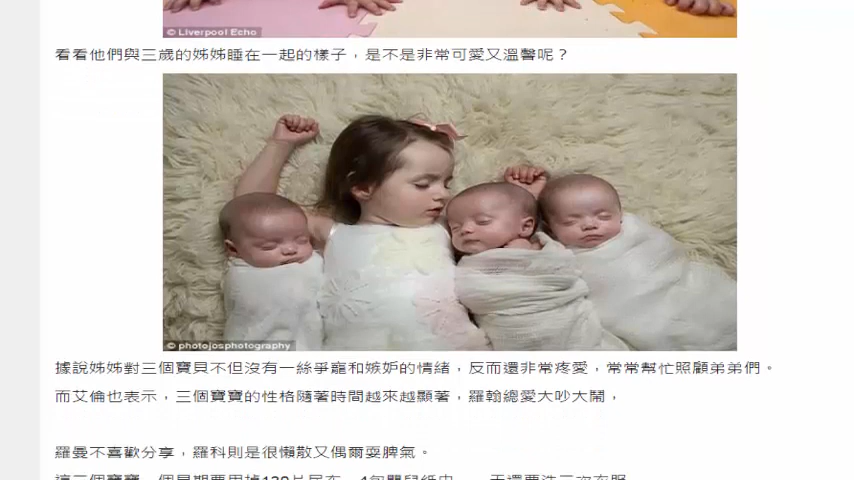 © Liverpool Echo
看看他們與三歲的姊姊睡在一起的樣子，是不是非常可愛又溫馨呢？
© photojosphotography
據說姊姊對三個寶貝不但沒有一絲爭寵和嫉妒的情緒，反而還非常疼愛，常常幫忙照顧弟弟們。
而艾倫也表示，三個寶寶的性格隨著時間越來越顯著，羅翰總愛大吵大鬧，
羅曼不喜歡分享，羅科則是很懶散又偶爾耍脾氣。